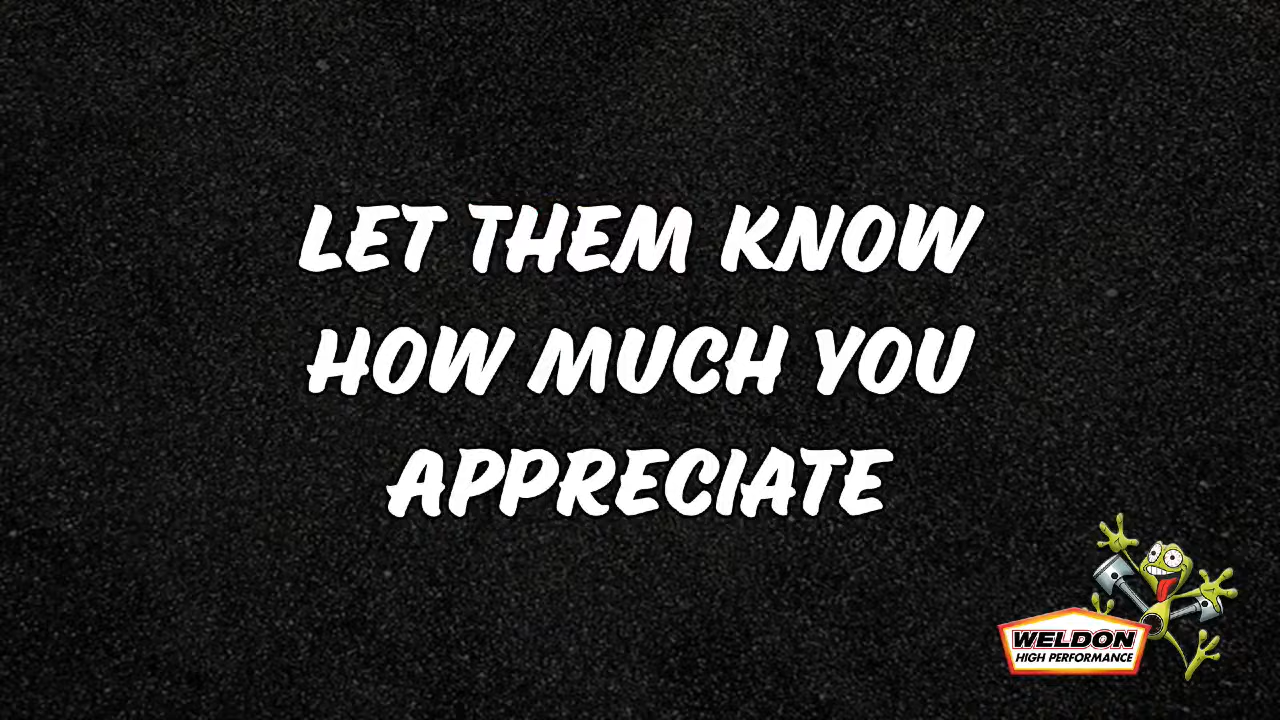 LET THEM KNOW
HOW MUCH YOU
APPRECIATE
WELDON
HIGH PERFORMANCE